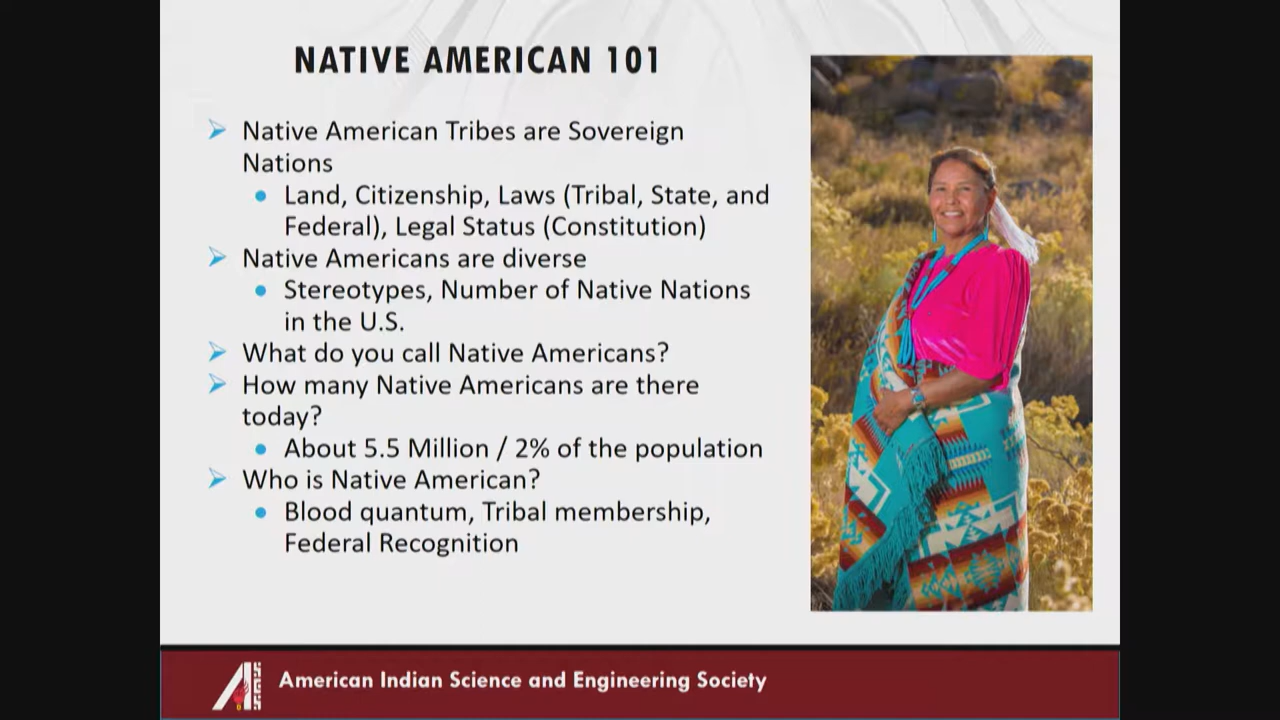 NATIVE AMERICAN 101
Native American Tribes are Sovereign
Nations
Land, Citizenship, Laws (Tribal, State, and
Federal), Legal Status (Constitution)
Native Americans are diverse
Stereotypes, Number of Native Nations
in the U.S.
What do you call Native Americans?
How many Native Americans are there
today?
About 5.5 Million / 2% of the population
Who is Native American?
Blood quantum, Tribal membership,
Federal Recognition
American Indian Science and Engineering Society